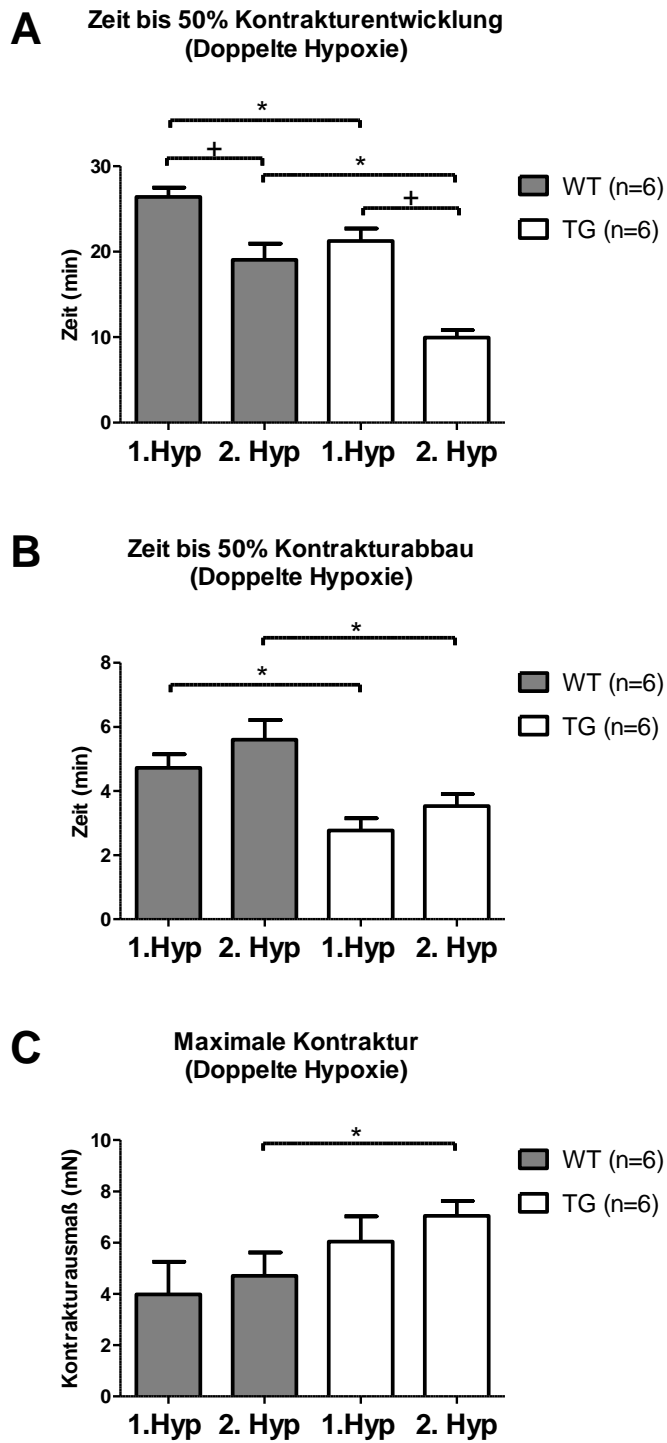 A
Zeit bis 50% Kontrakturentwicklung
(Doppelte Hypoxie)
*
+
*
+
30
20
10
0
Zeit (min)
1.Hyp 2. Hyp 1.Hyp 2. Hyp
WT (n=6)
TG (n=6)
B
Zeit bis 50% Kontrakturabbau
(Doppelte Hypoxie)
*
*
8
6
4
2
0
Zeit (min)
1.Hyp 2. Hyp 1.Hyp 2. Hyp
WT (n=6)
TG (n=6)
C
Maximale Kontraktur
(Doppelte Hypoxie)
*
10
8
6
4
2
0
Kontrakturausmaß (mN)
1.Hyp 2. Hyp 1.Hyp 2. Hyp
WT (n=6)
TG (n=6)